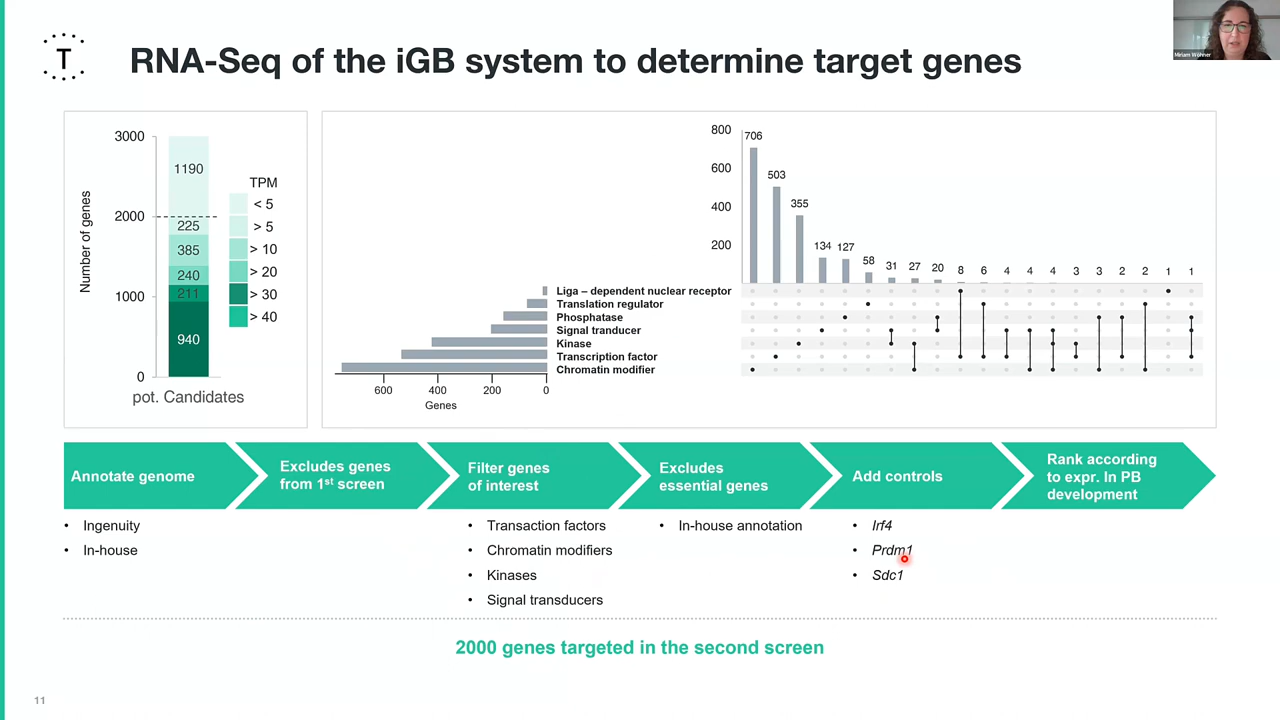 T
RNA-Seq of the iGB system to determine target genes
Miriam Wöhner
3000
2000
1000
0
Number of genes
1190
225
385
240
211
940
pot. Candidates
TPM
< 5
> 5
> 10
> 20
> 30
> 40
800
600
400
200
706
503
355
134
127
58
31
27
20
8
6
4
4
4
3
3
2
2
1
1
Liga – dependent nuclear receptor
Translation regulator
Phosphatase
Signal tranducer
Kinase
Transcription factor
Chromatin modifier
600 400 200 0
Genes
Annotate genome
Excludes genes
from 1st screen
Filter genes
of interest
Excludes
essential genes
Add controls
Rank according
to expr. In PB
development
• Ingenuity
• In-house
• Transaction factors
• Chromatin modifiers
• Kinases
• Signal transducers
• In-house annotation
• Irf4
• Prdm1
• Sdc1
2000 genes targeted in the second screen
11